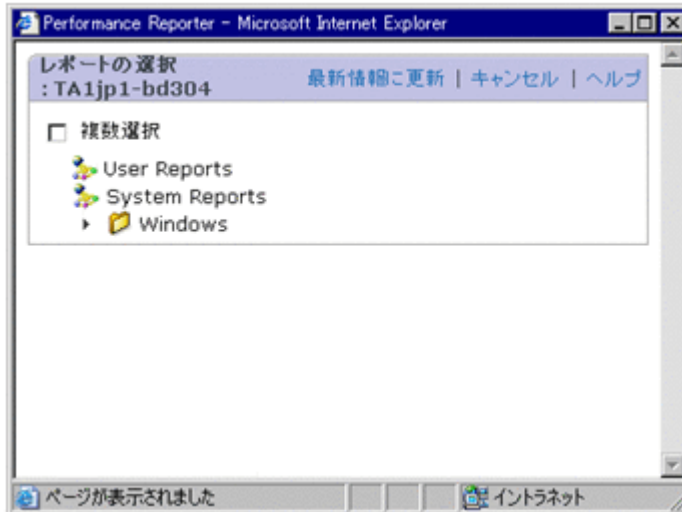 Performance Reporter - Microsoft Internet Explorer
レポートの選択
: TA1jp1-bd304
最新情報に更新 | キャンセル | ヘルプ
複数選択
User Reports
System Reports
Windows
ページが表示されました
イントラネット